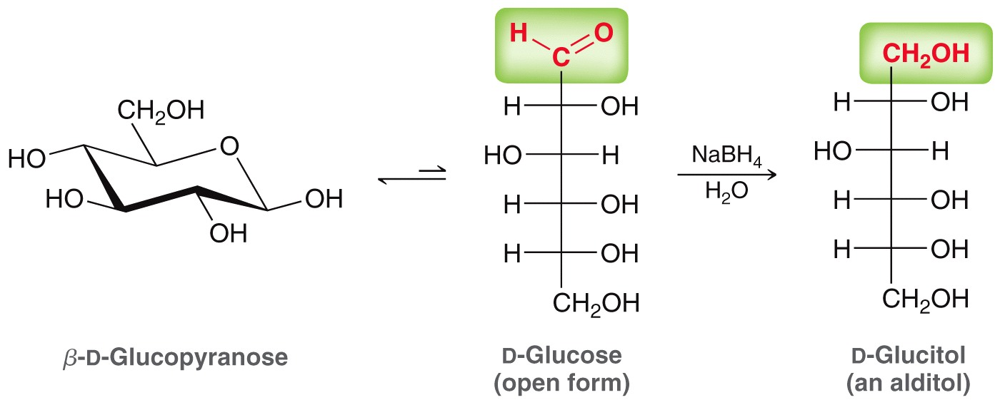 CH₂OH
HO
O
HO
OH
OH
β-D-Glucopyranose
H O
C
H OH
HO H
H OH
H OH
CH₂OH
D-Glucose
(open form)
NaBH₄
H₂O
CH₂OH
H OH
HO H
H OH
H OH
CH₂OH
D-Glucitol
(an alditol)